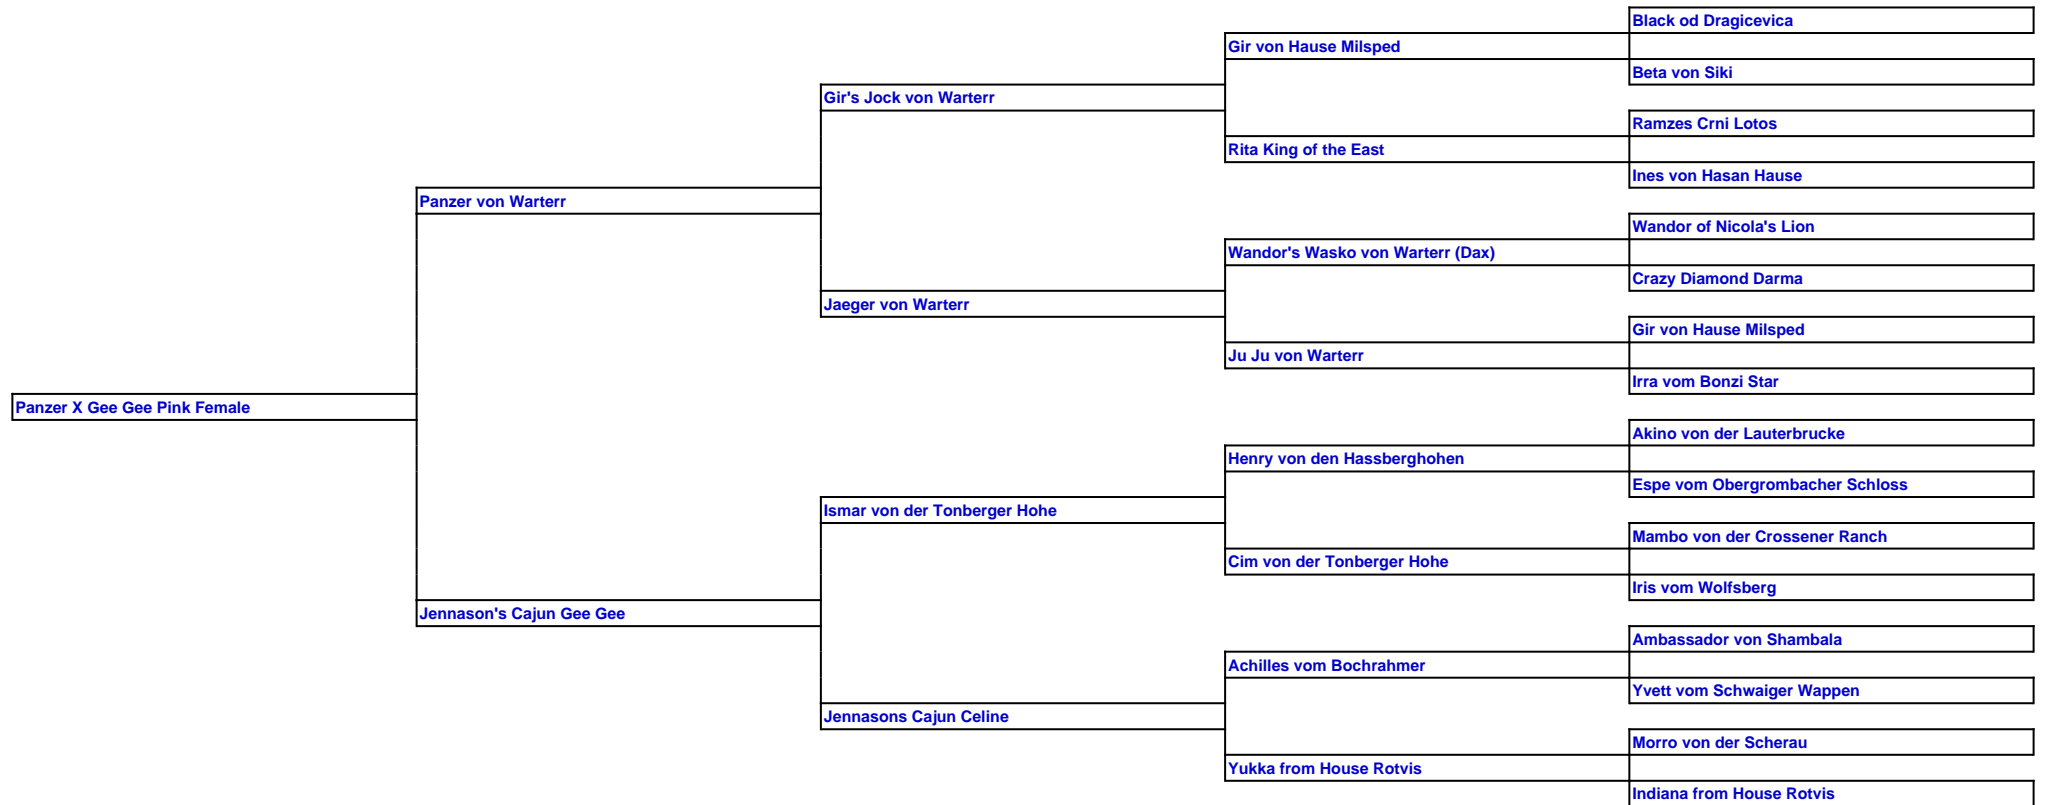 Black od Dragicevica
Gir von Hause Milsped
Beta von Siki
Gir's Jock von Warterr
Ramzes Crni Lotos
Rita King of the East
Ines von Hasan Hause
Panzer von Warterr
Wandor of Nicola's Lion
Wandor's Wasko von Warterr (Dax)
Crazy Diamond Darma
Jaeger von Warterr
Gir von Hause Milsped
Ju Ju von Warterr
Irra vom Bonzi Star
Panzer X Gee Gee Pink Female
Akino von der Lauterbrucke
Henry von den Hassberghohen
Espe vom Obergrombacher Schloss
Ismar von der Tonberger Hohe
Mambo von der Crossener Ranch
Cim von der Tonberger Hohe
Iris vom Wolfsberg
Jennason's Cajun Gee Gee
Ambassador von Shambala
Achilles vom Bochrahmer
Yvett vom Schwaiger Wappen
Jennasons Cajun Celine
Morro von der Scherau
Yukka from House Rotvis
Indiana from House Rotvis